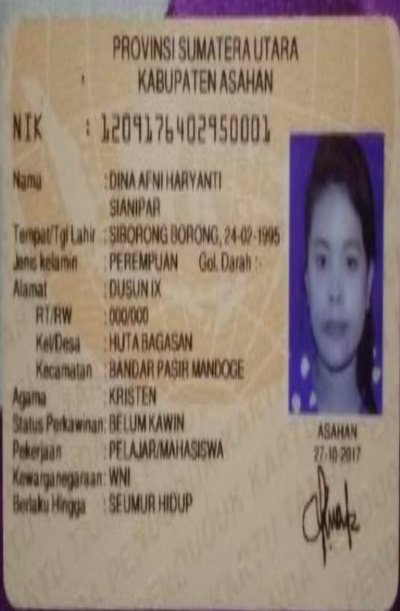 PROVINSI SUMATERA UTARA
KABUPATEN ASAHAN
NIK : 1209176402950001
Nama : DINA AFNI HARYANTI
SIANIPAR
Tempat/Tgl Lahir : SIBORONG BORONG, 24-02-1995
Jenis kelamin : PEREMPUAN Gol. Darah :-
Alamat : DUSUN IX
RT/RW : 000/000
Kel/Desa : HUTA BAGASAN
Kecamatan : BANDAR PASIR MANDOGE
Agama : KRISTEN
Status Perkawinan: BELUM KAWIN
Pekerjaan : PELAJAR/MAHASISWA
Kewarganegaraan: WNI
Berlaku Hingga : SEUMUR HIDUP
ASAHAN
27-10-2017